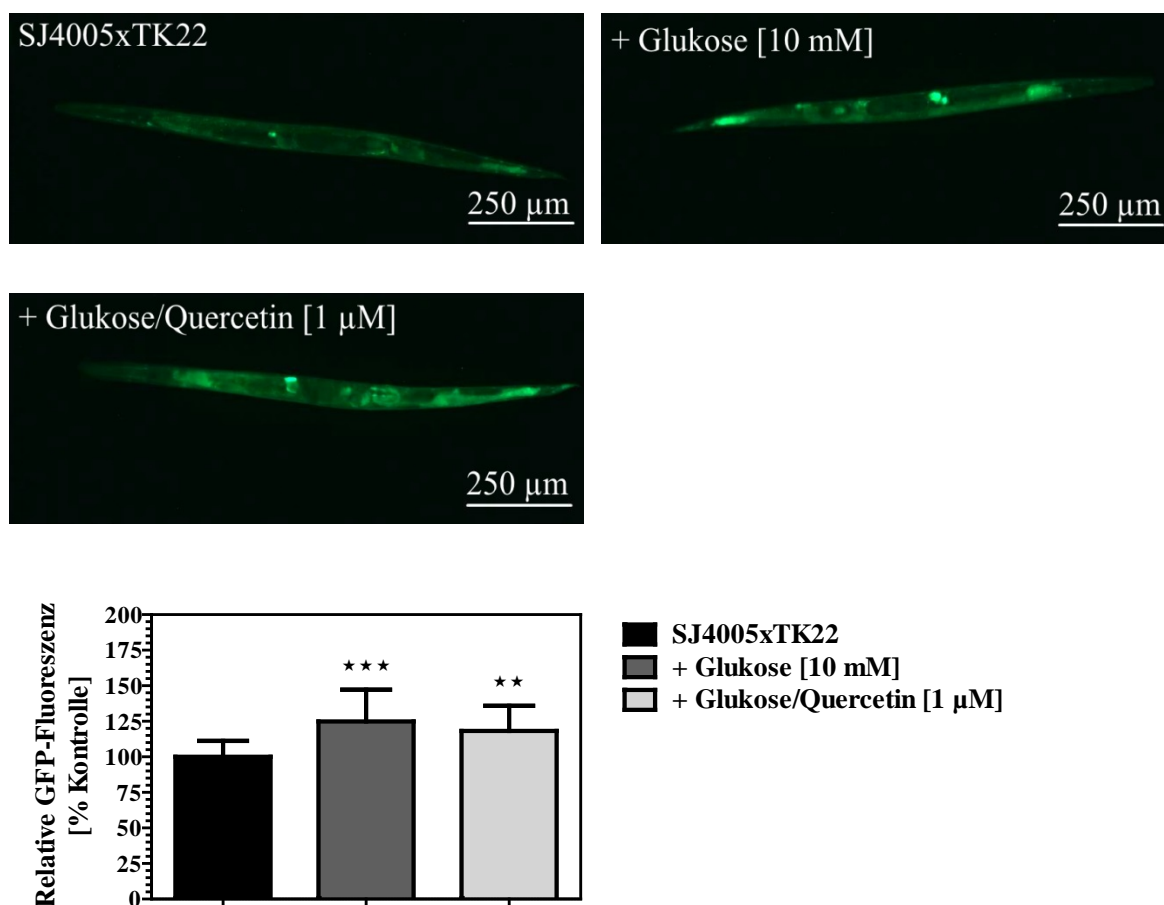 SJ4005xTK22
+ Glukose [10 mM]
250 µm
250 µm
+ Glukose/Quercetin [1 µM]
250 µm
Relative GFP-Fluoreszenz
[% Kontrolle]
200
175
150
125
100
75
50
25
0
★★★
★★
SJ4005xTK22
+ Glukose [10 mM]
+ Glukose/Quercetin [1 µM]